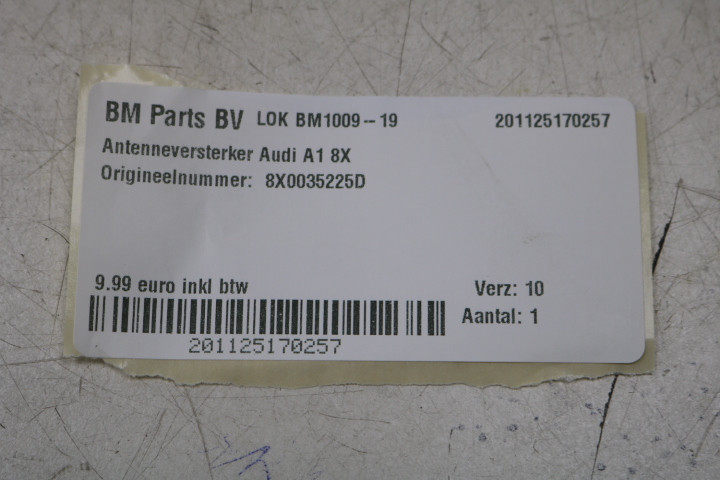 BM Parts BV LOK BM1009--19 201125170257
Antenneversterker Audi A1 8X
Origineelnummer: 8X0035225D
9.99 euro inkl btw Verz: 10
Aantal: 1
201125170257